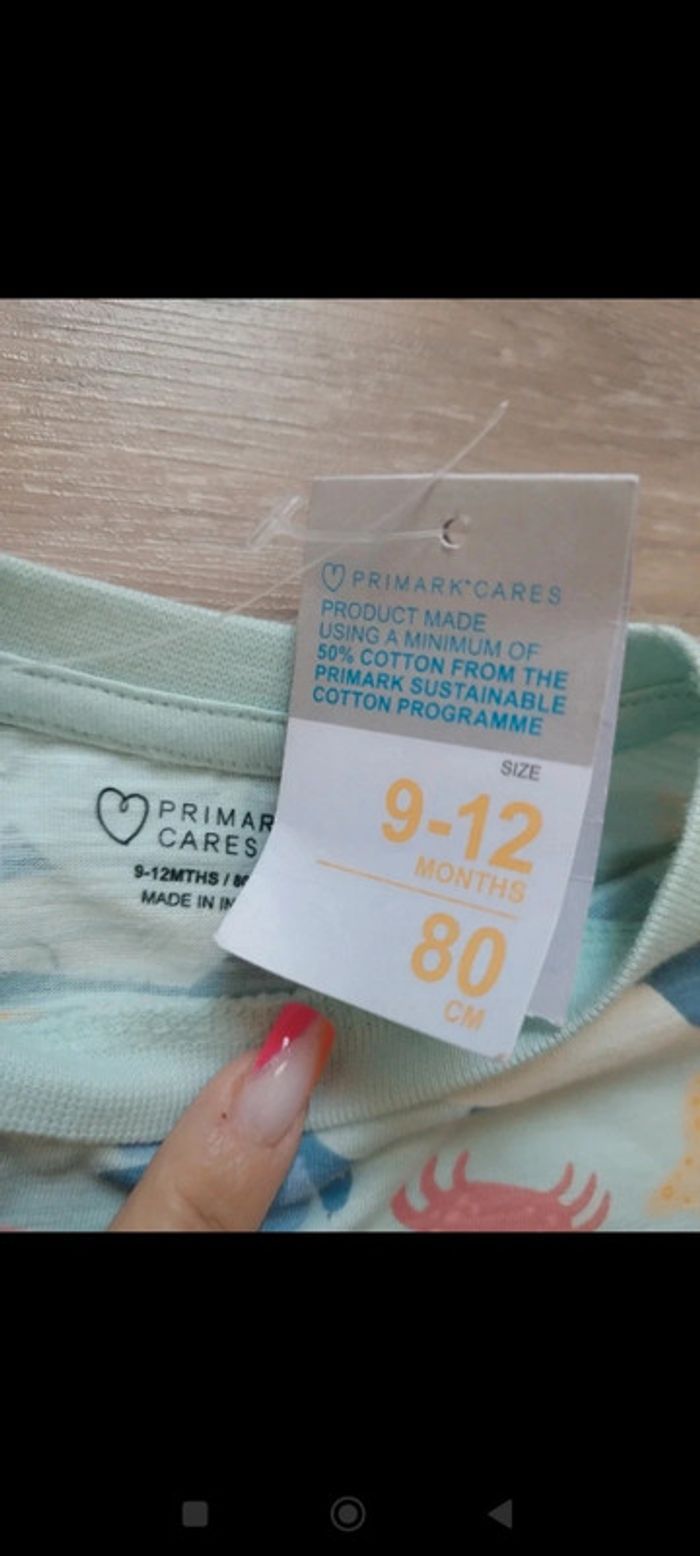 PRIMARK CARES
PRODUCT MADE
USING A MINIMUM OF
50% COTTON FROM THE
PRIMARK SUSTAINABLE
COTTON PROGRAMME
SIZE
9-12
MONTHS
80
CM
CARES
9-12MTHS /
MADE IN